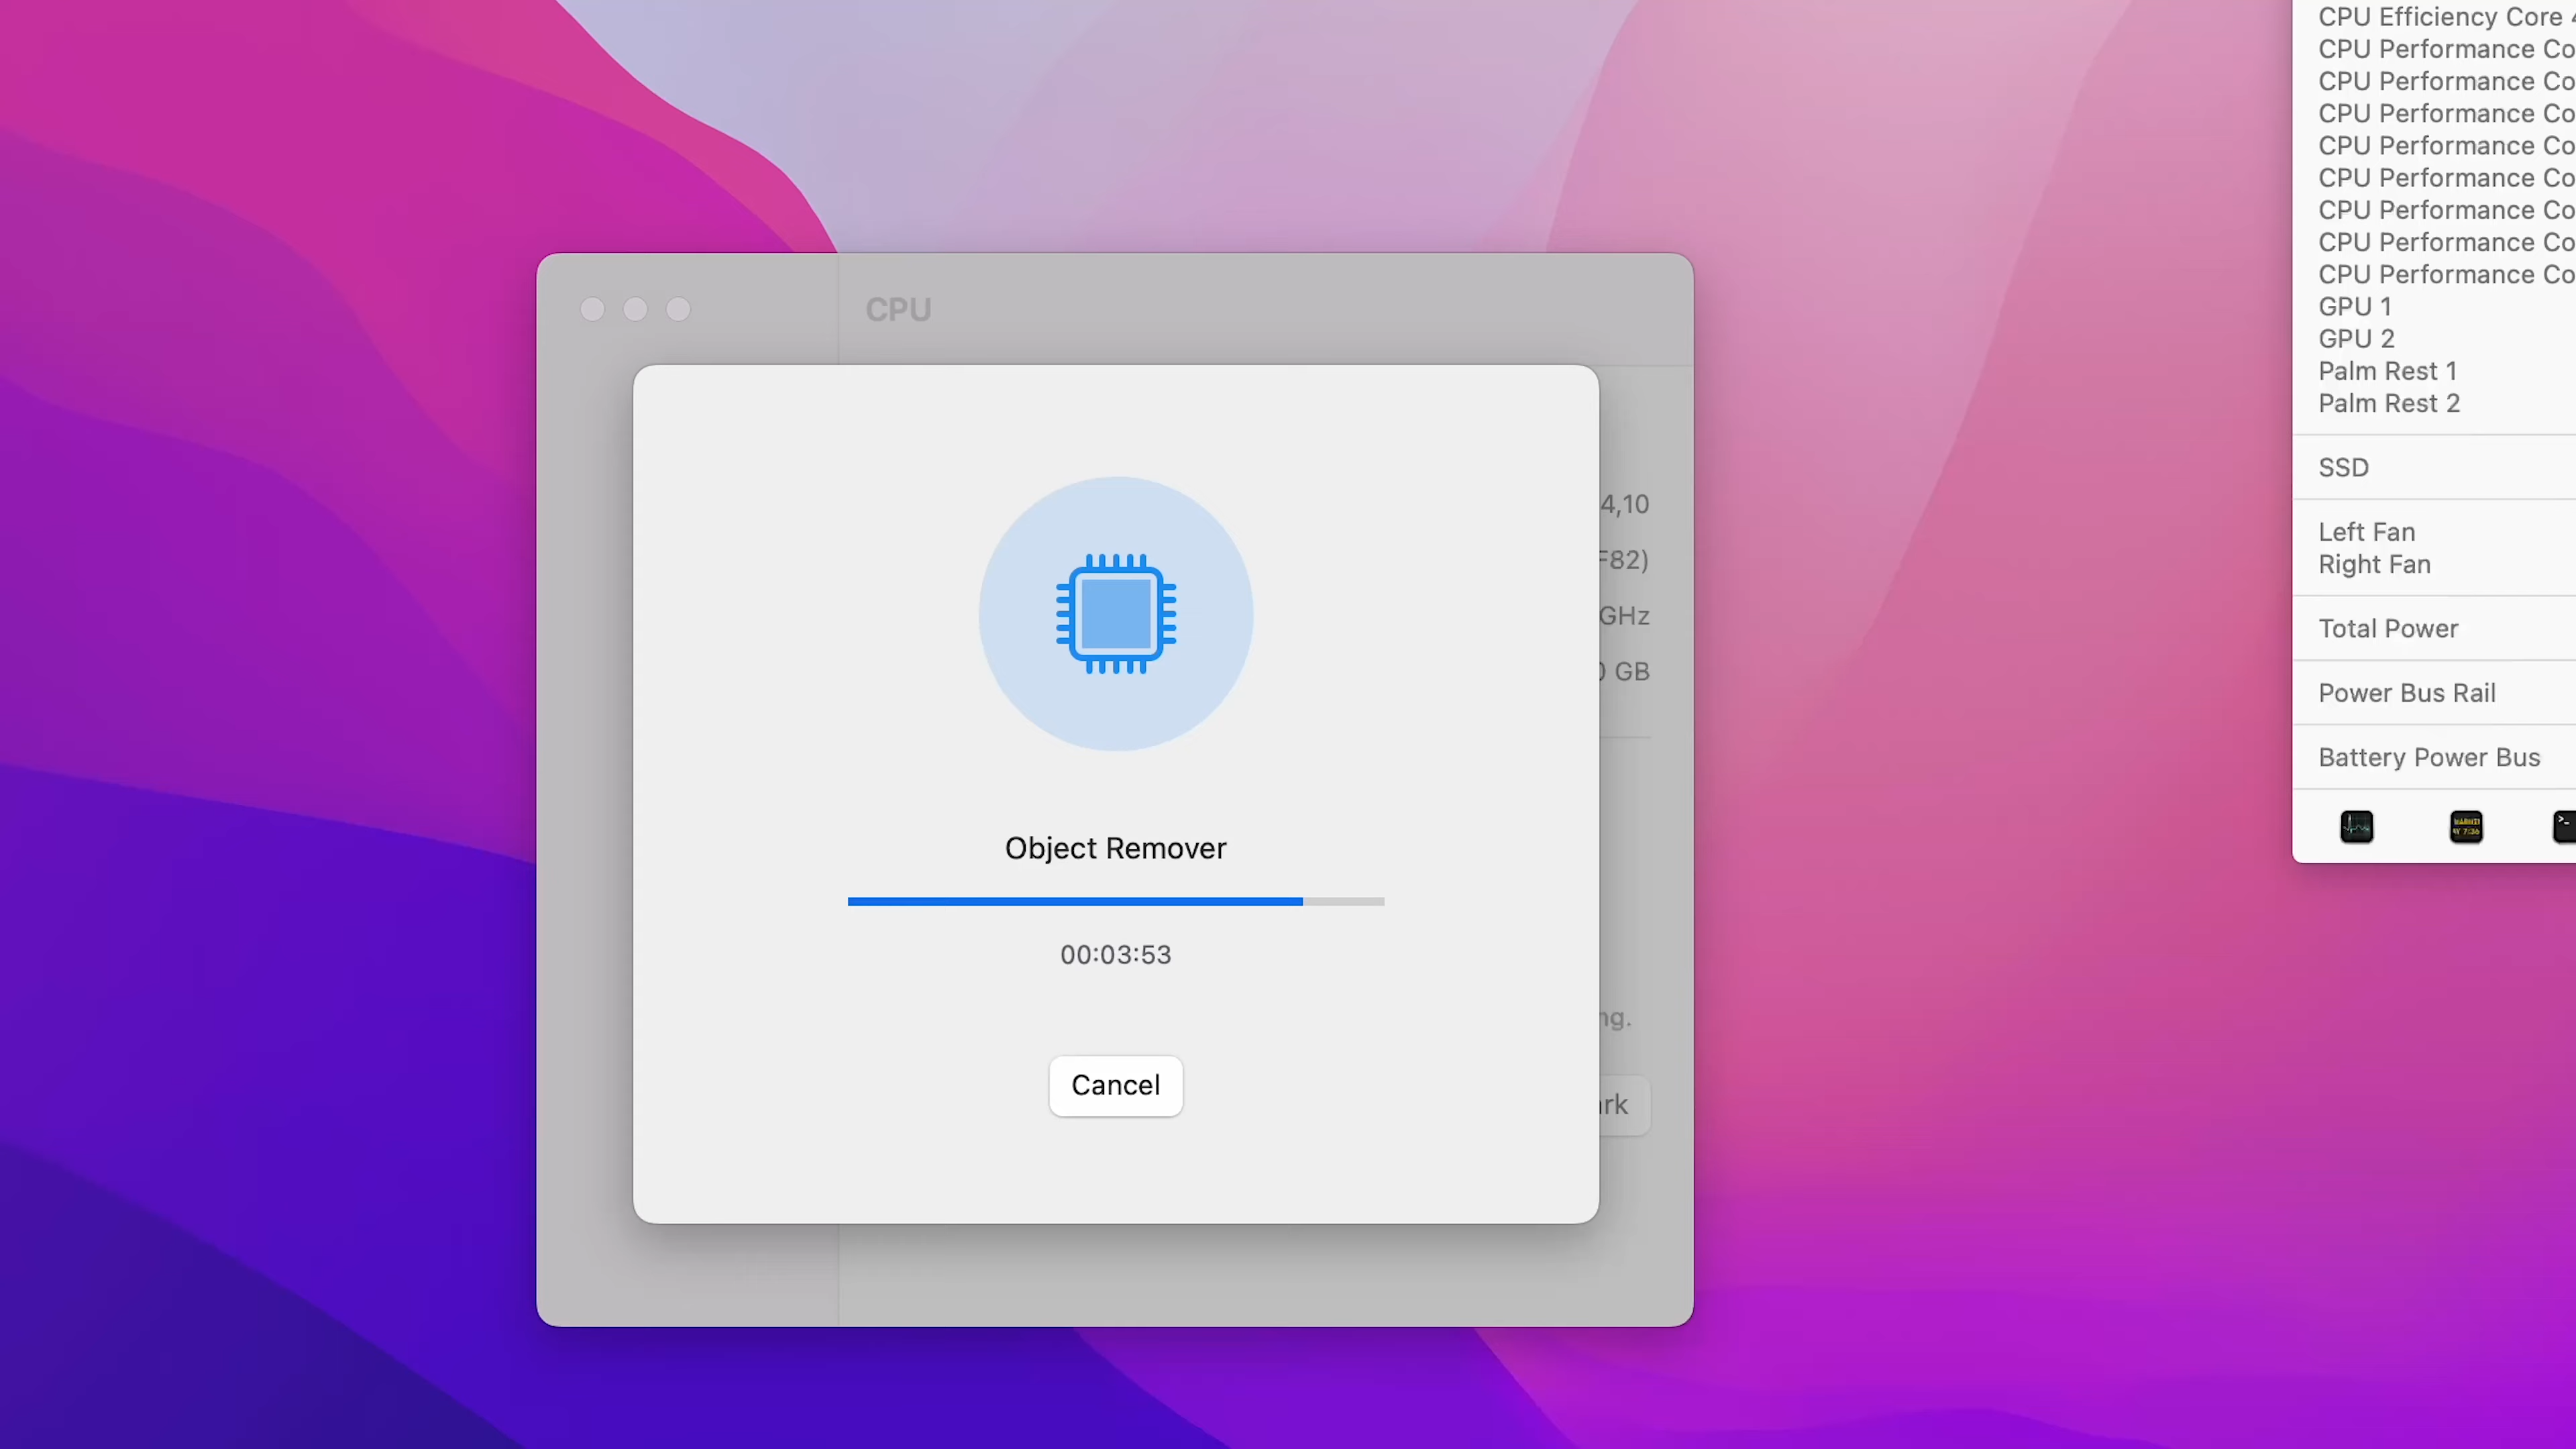 CPU
4,10
F82)
GHz
GB
Object Remover
00:03:53
ng.
Cancel
rk
CPU Efficiency Core 4
CPU Performance Co
CPU Performance Co
CPU Performance Co
CPU Performance Co
CPU Performance Co
CPU Performance Co
CPU Performance Co
CPU Performance Co
GPU 1
GPU 2
Palm Rest 1
Palm Rest 2
SSD
Left Fan
Right Fan
Total Power
Power Bus Rail
Battery Power Bus